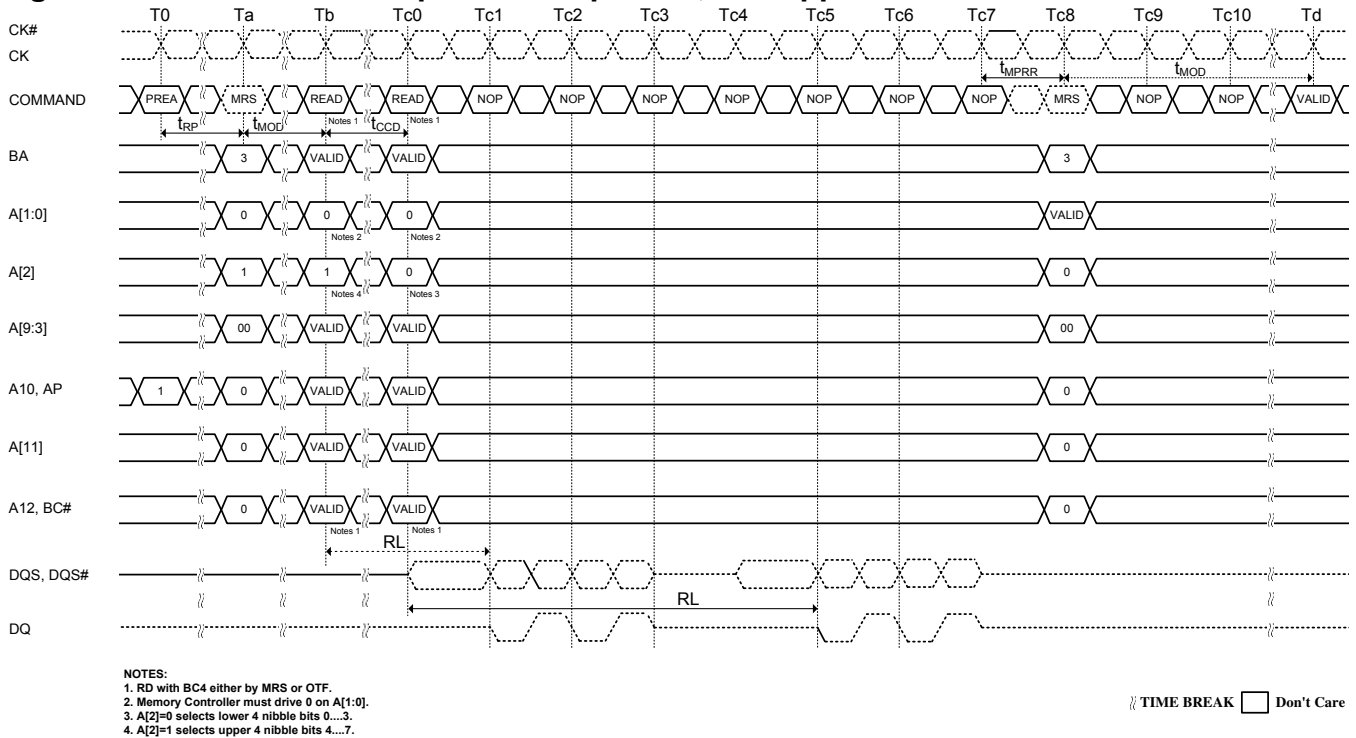 T0 Ta Tb Tc0 Tc1 Tc2 Tc3 Tc4 Tc5 Tc6 Tc7 Tc8 Tc9 Tc10 Td
CK#
CK
tMPRR tMOD
COMMAND PREA MRS READ READ NOP NOP NOP NOP NOP NOP NOP MRS NOP NOP VALID
Notes 1 Notes 1
tRP tMOD tCCD
BA 3 VALID VALID 3
A[1:0] 0 0 0 VALID
Notes 2 Notes 2
A[2] 1 1 0 0
Notes 4 Notes 3
A[9:3] 00 VALID VALID 00
A10, AP 1 0 VALID VALID 0
A[11] 0 VALID VALID 0
A12, BC# 0 VALID VALID 0
Notes 1 Notes 1
RL
DQS, DQS#
RL
DQ
NOTES:
1. RD with BC4 either by MRS or OTF.
2. Memory Controller must drive 0 on A[1:0].
3. A[2]=0 selects lower 4 nibble bits 0....3.
4. A[2]=1 selects upper 4 nibble bits 4....7.
TIME BREAK Don't Care